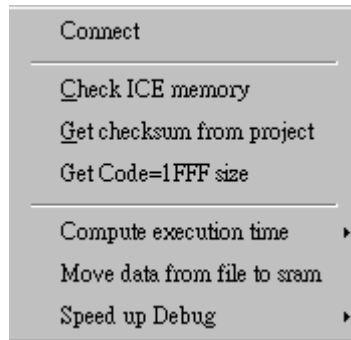 Connect
Check ICE memory
Get checksum from project
Get Code=1FFF size
Compute execution time
Move data from file to sram
Speed up Debug